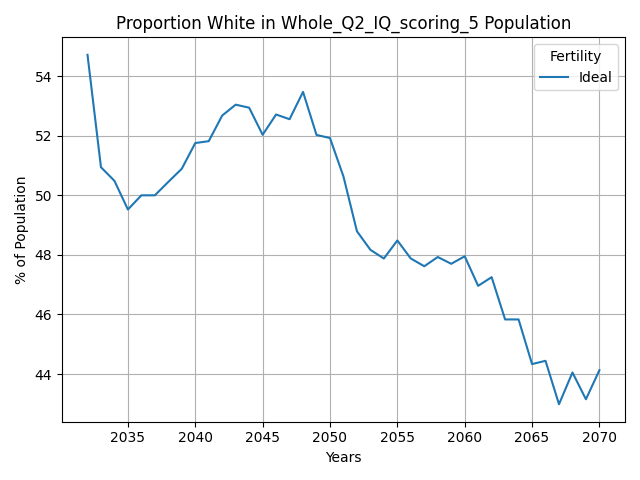 Proportion White in Whole_Q2_IQ_scoring_5 Population
Fertility
Ideal
% of Population
54
52
50
48
46
44
2035 2040 2045 2050 2055 2060 2065 2070
Years